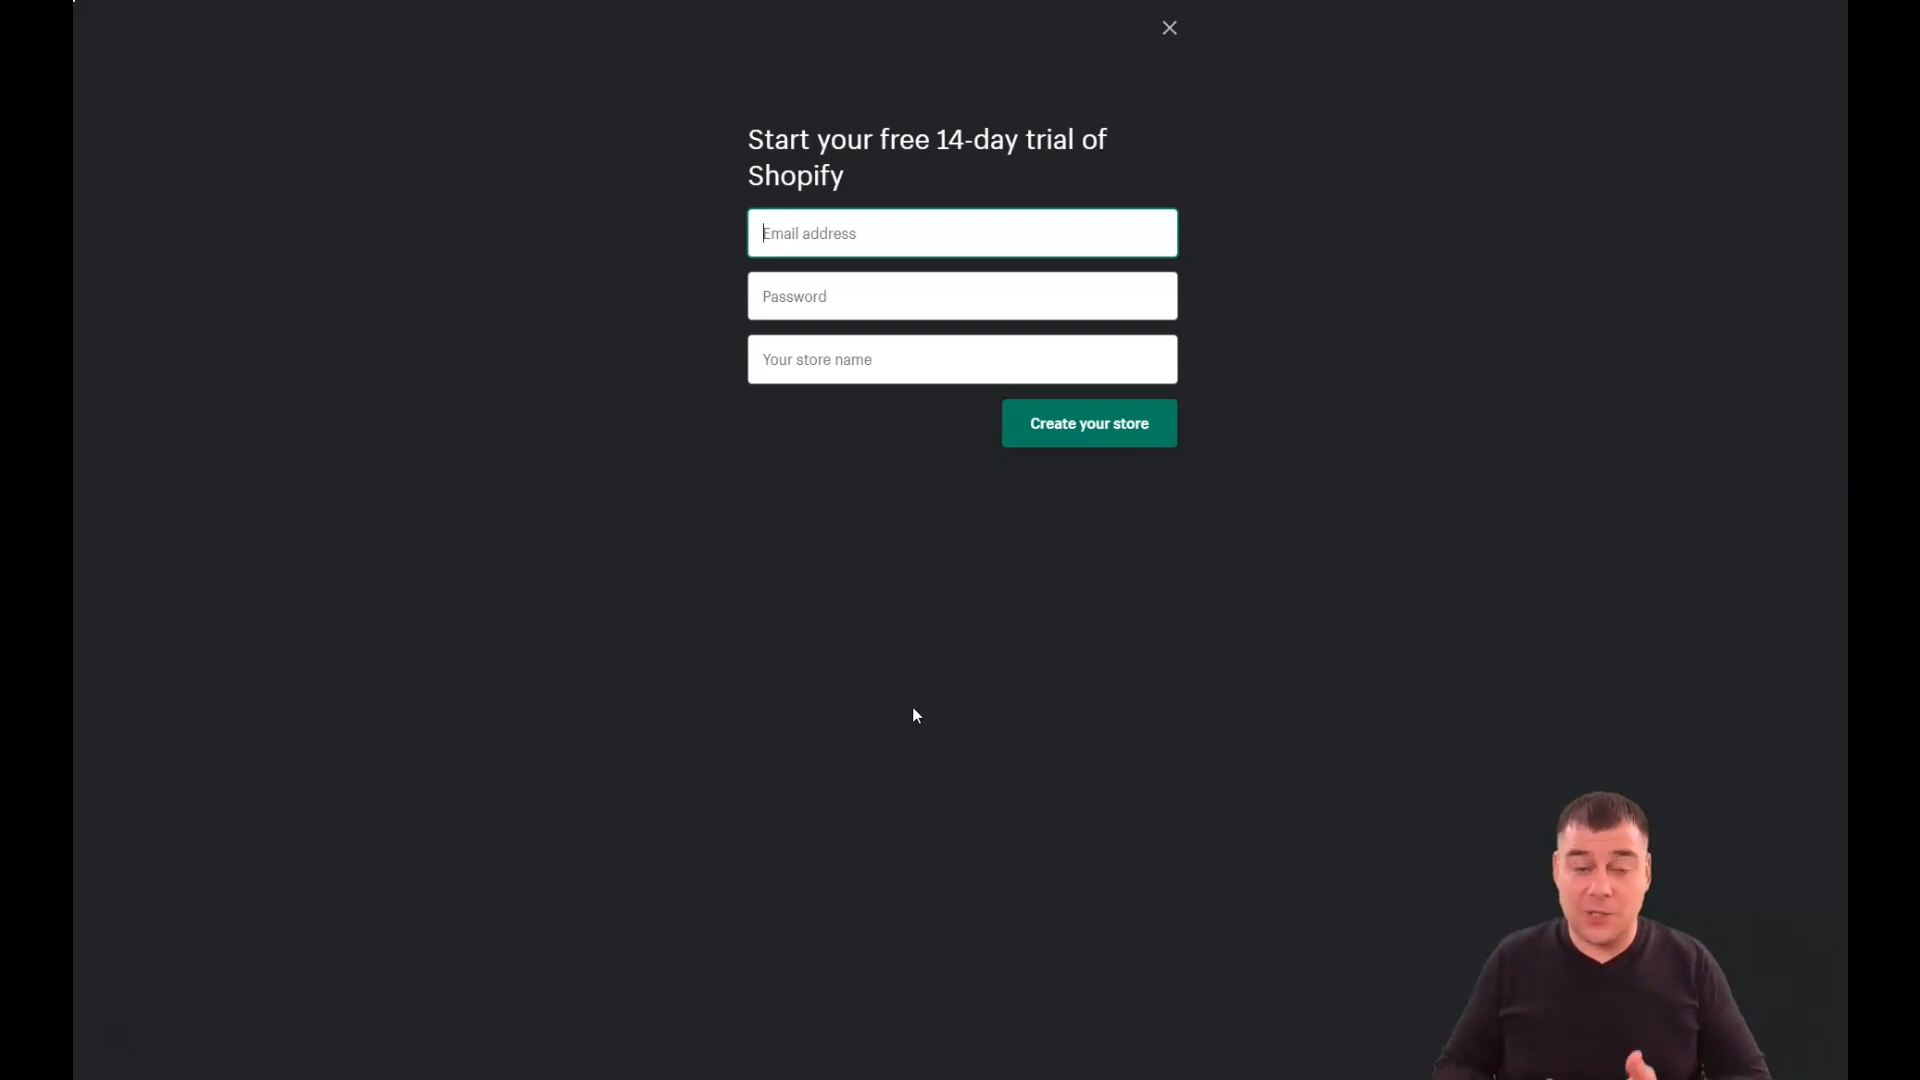 Start your free 14-day trial of
Shopify
Email address
Password
Your store name
Create your store